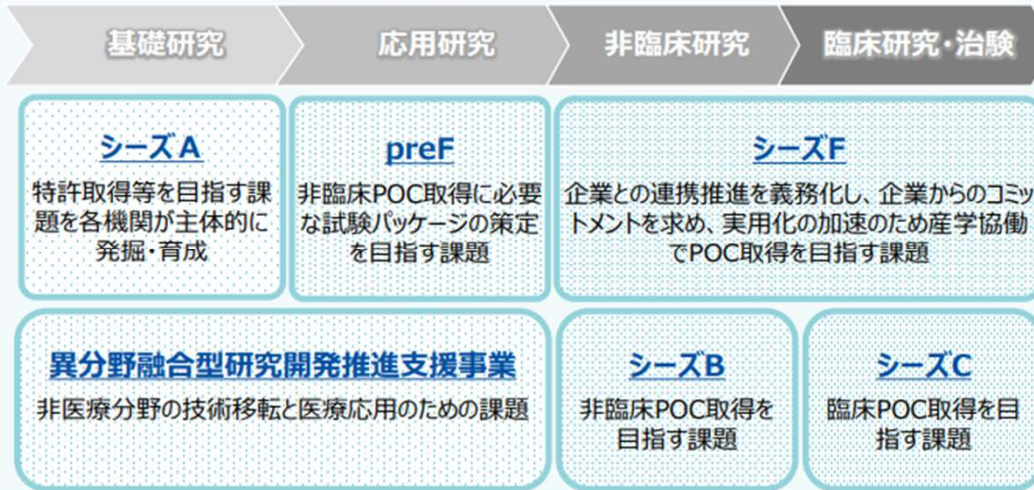 基礎研究
応用研究
非臨床研究
臨床研究・治験
シーズA
特許取得等を目指す課
題を各機関が主体的に
発掘・育成
preF
非臨床POC取得に必要
な試験パッケージの策定
を目指す課題
シーズF
企業との連携推進を義務化し、企業からのコミッ
トメントを求め、実用化の加速のため産学協働
でPOC取得を目指す課題
異分野融合型研究開発推進支援事業
非医療分野の技術移転と医療応用のための課題
シーズB
非臨床POC取得を
目指す課題
シーズC
臨床POC取得を目
指す課題